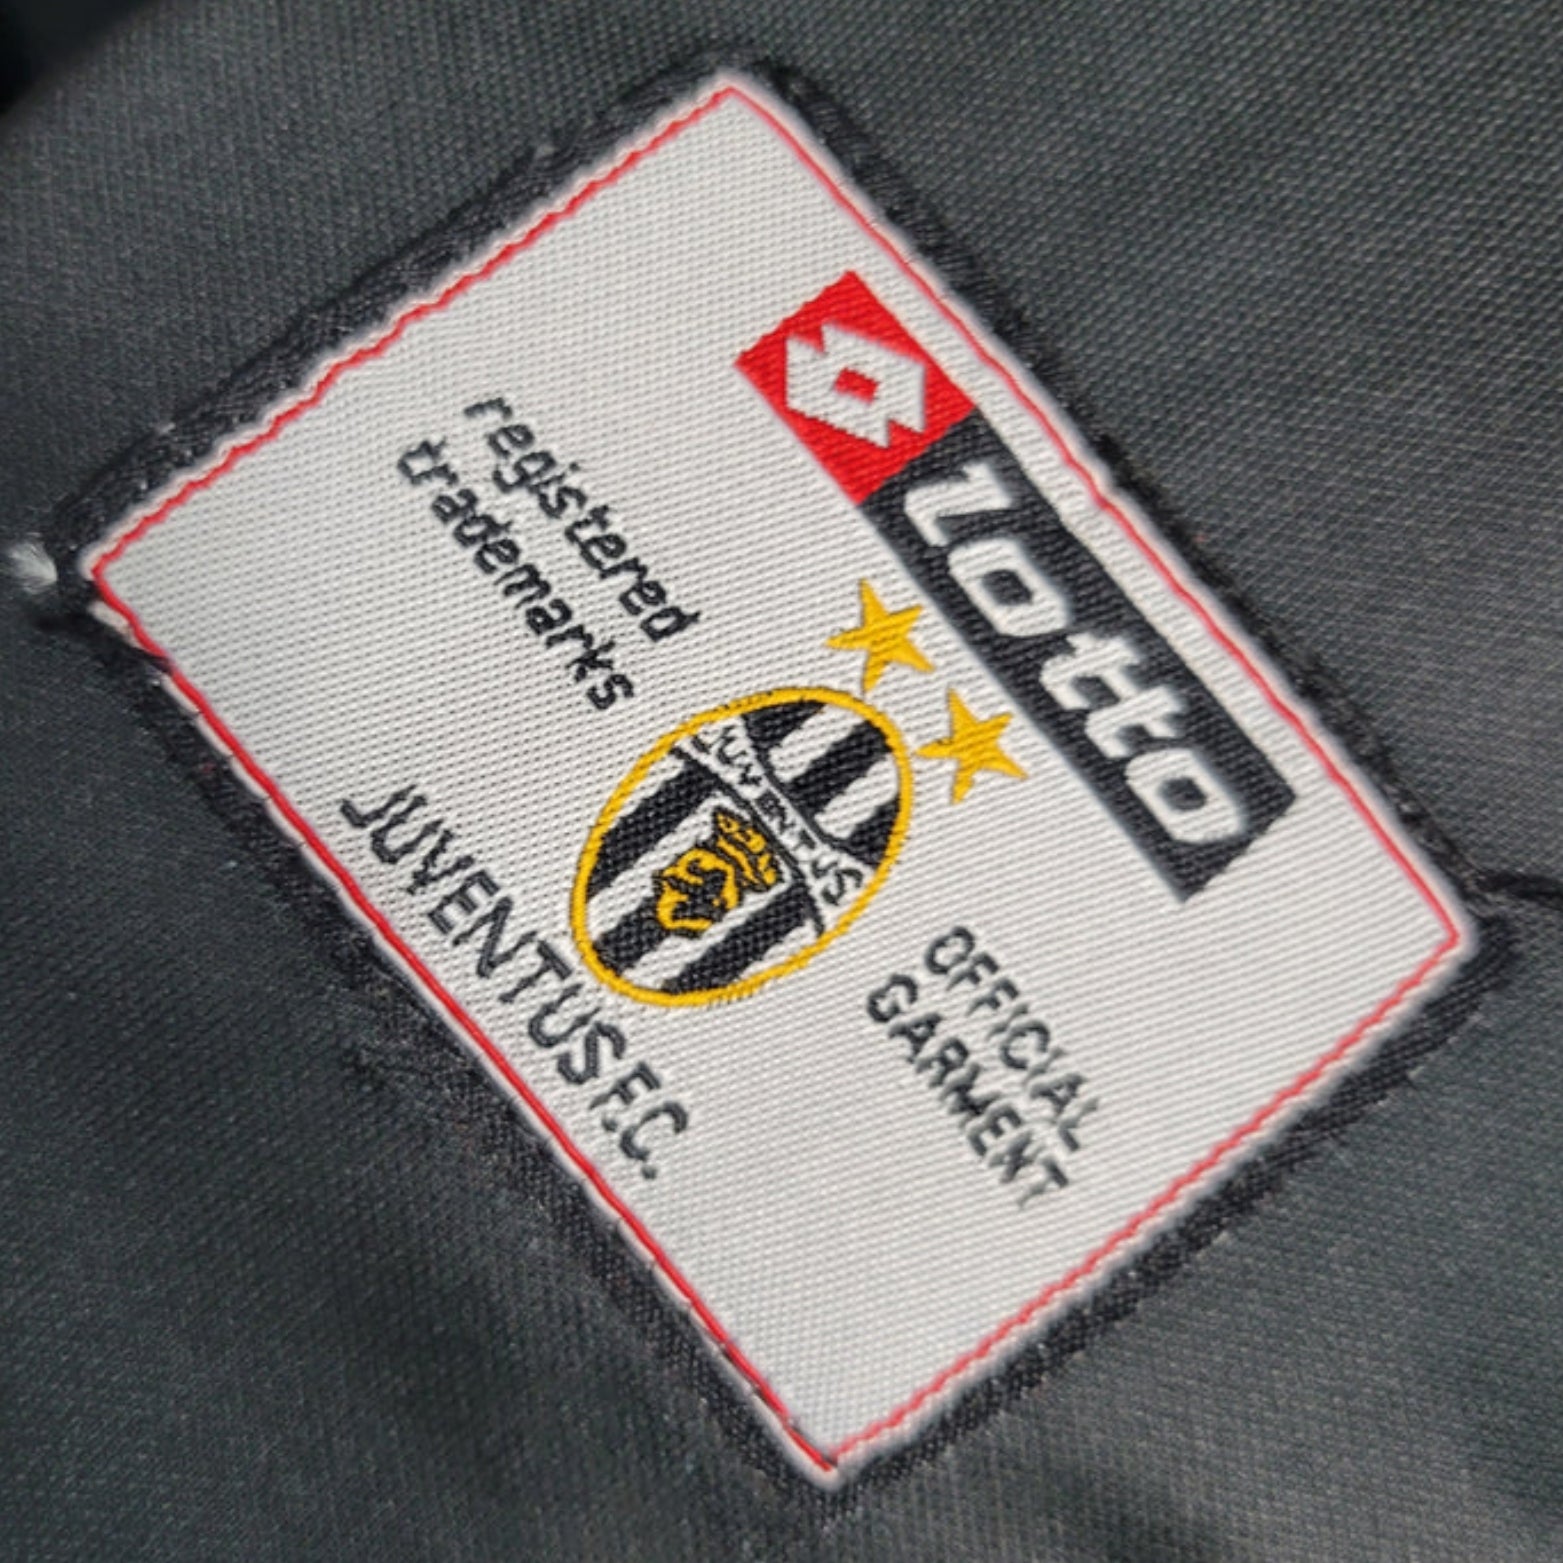 Lotto
registered
trademarks
JUVENTUS
OFFICIAL
GARMENT
JUVENTUS F.C.